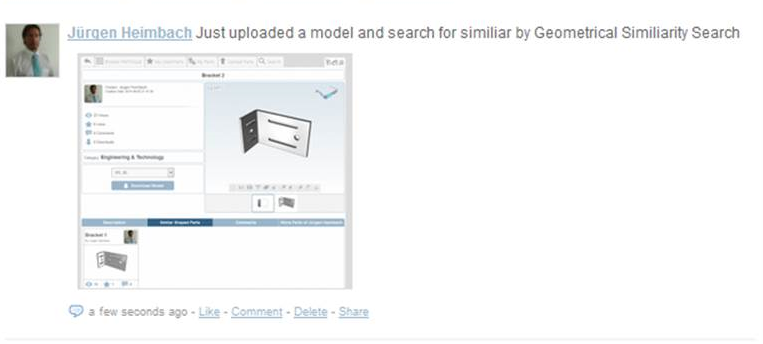 Jürgen Heimbach Just uploaded a model and search for similiar by Geometrical Similiarity Search
Bracket 2
Engineering & Technology
Download Model
Description Similar Shaped Parts Comments More Parts of Jürgen Heimbach
Bracket 1
a few seconds ago - Like - Comment - Delete - Share